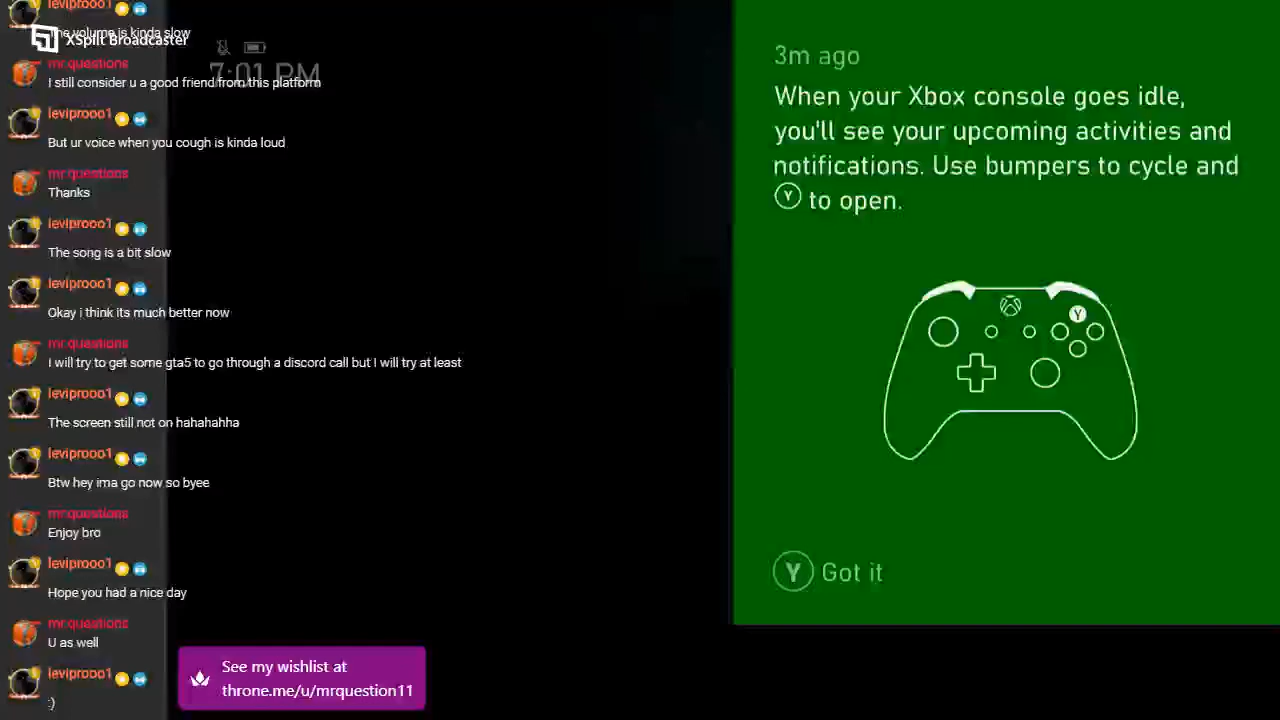 leviprooo1
The volume is kinda slow
XSplit Broadcaster
7:01 PM
mr.questions
I still consider u a good friend from this platform
leviprooo1
But ur voice when you cough is kinda loud
mr.questions
Thanks
leviprooo1
The song is a bit slow
leviprooo1
Okay i think its much better now
mr.questions
I will try to get some gta5 to go through a discord call but I will try at least
leviprooo1
The screen still not on hahahahha
leviprooo1
Btw hey ima go now so byee
mr.questions
Enjoy bro
leviprooo1
Hope you had a nice day
mr.questions
U as well
leviprooo1
:)
See my wishlist at
throne.me/u/mrquestion11
3m ago
When your Xbox console goes idle,
you'll see your upcoming activities and
notifications. Use bumpers to cycle and
Y to open.
Y
Y Got it